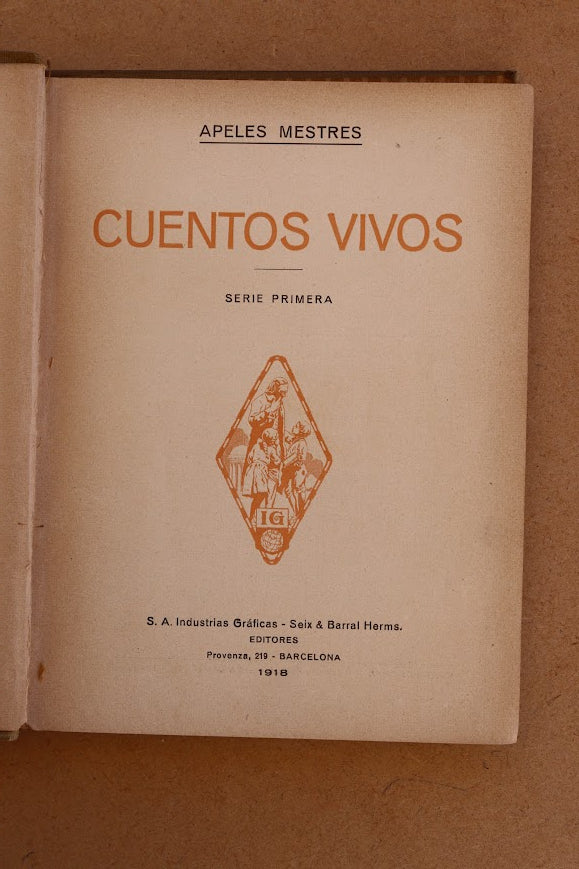 APELES MESTRES
CUENTOS VIVOS
SERIE PRIMERA
IG
S. A. Industrias Gráficas - Seix & Barral Herms.
EDITORES
Provenza, 219 - BARCELONA
1918